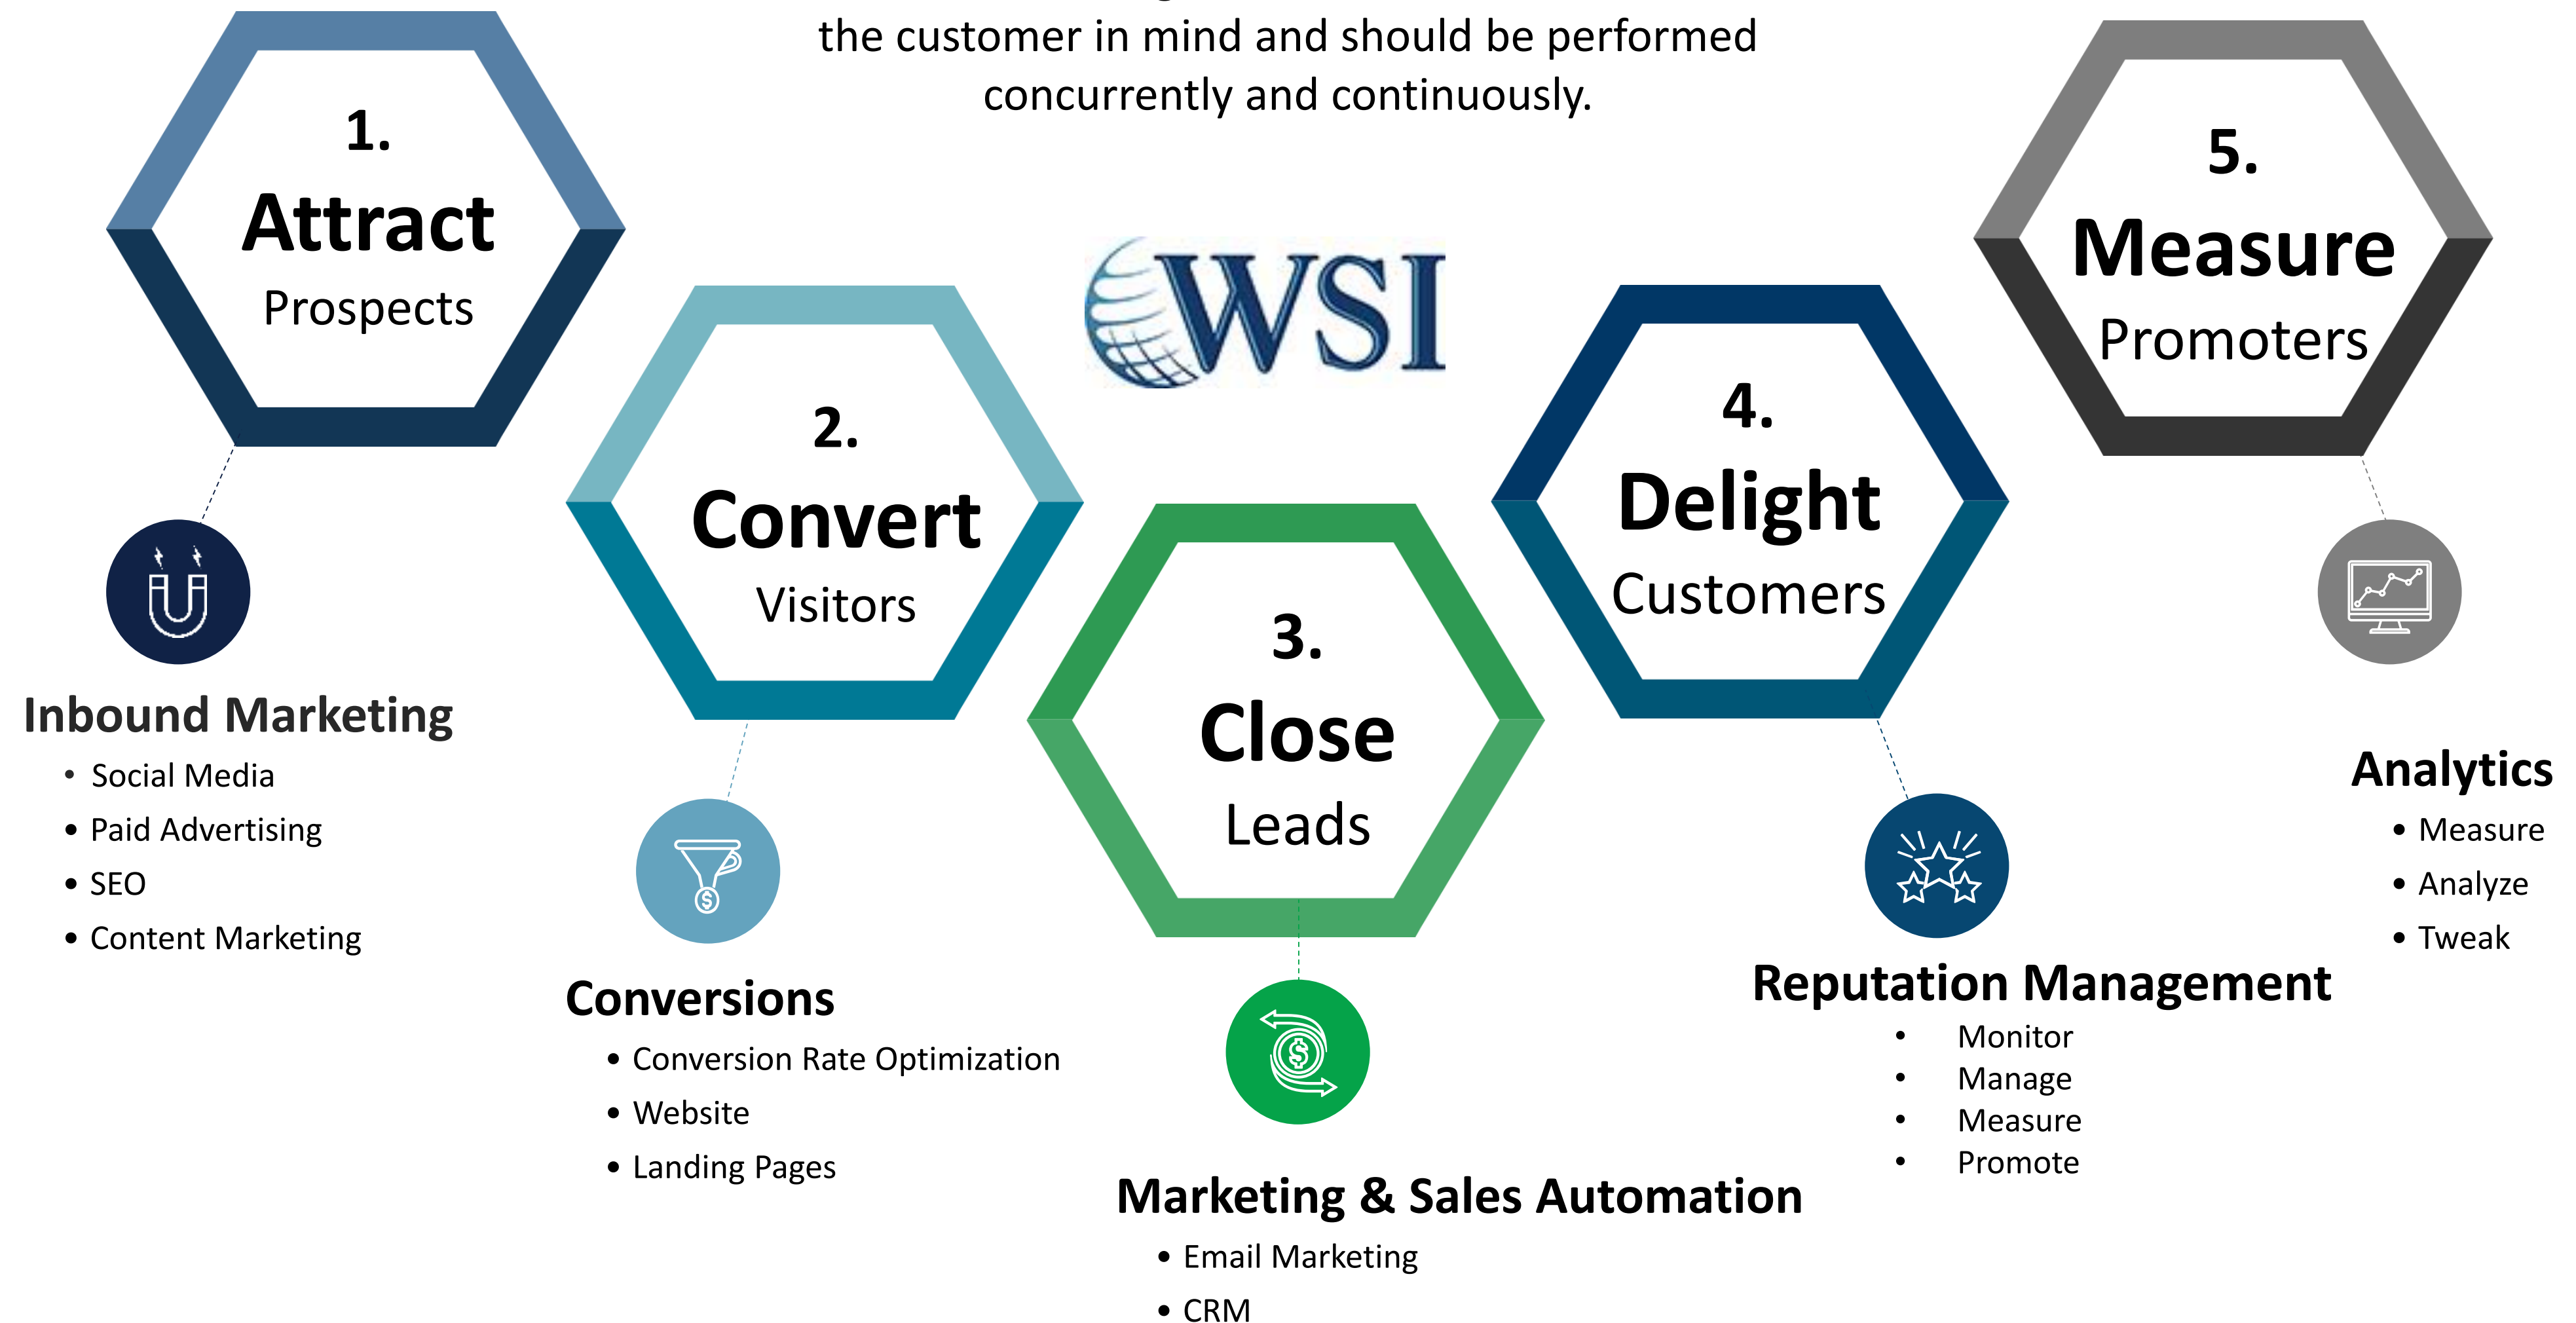 the customer in mind and should be performed
concurrently and continuously.
1.
Attract
Prospects
Inbound Marketing
• Social Media
• Paid Advertising
• SEO
• Content Marketing
2.
Convert
Visitors
Conversions
• Conversion Rate Optimization
• Website
• Landing Pages
WSI
3.
Close
Leads
$
Marketing & Sales Automation
• Email Marketing
• CRM
4.
Delight
Customers
Reputation Management
• Monitor
• Manage
• Measure
• Promote
5.
Measure
Promoters
Analytics
• Measure
• Analyze
• Tweak